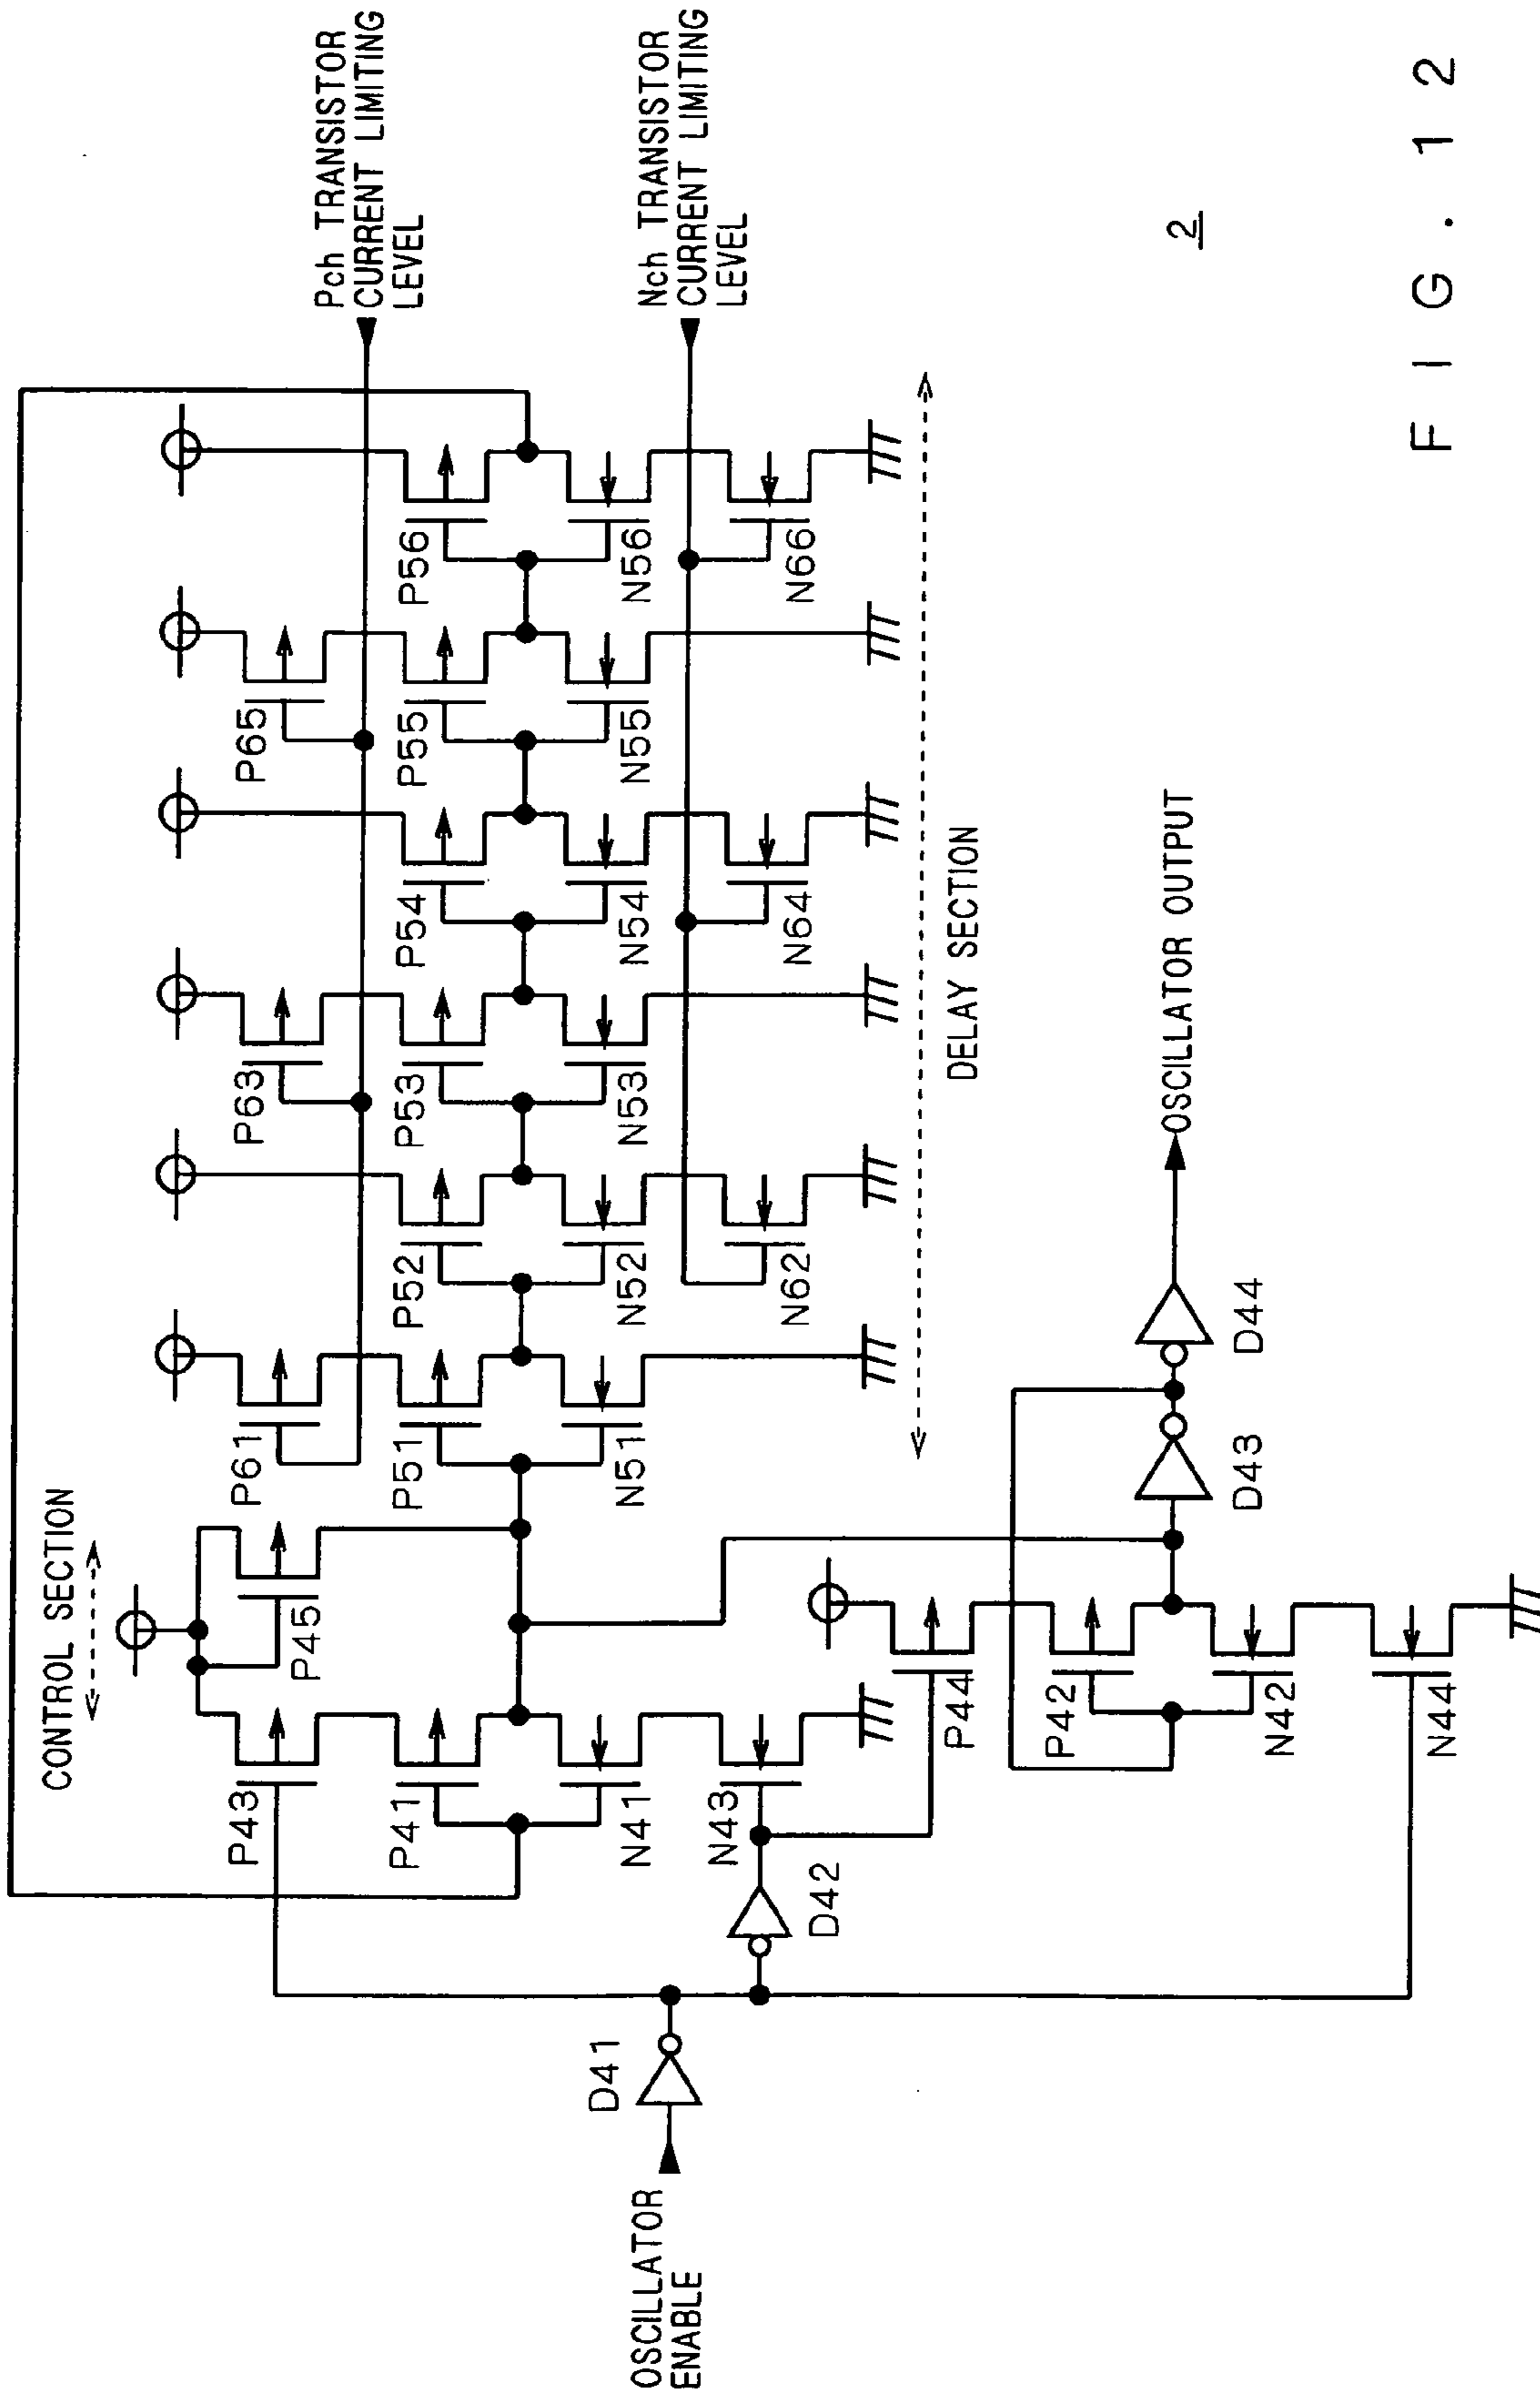 CONTROL SECTION
P43
P45
P61
P63
P65
Pch TRANSISTOR
CURRENT LIMITING
LEVEL
P41
P51
P52
P53
P54
P55
P56
N41
N51
N52
N53
N54
N55
N56
Nch TRANSISTOR
CURRENT LIMITING
LEVEL
N43
N62
N64
N66
D41
D42
OSCILLATOR
ENABLE
DELAY SECTION
P44
P42
N42
N44
D43
D44
OSCILLATOR OUTPUT
2
FIG. 12